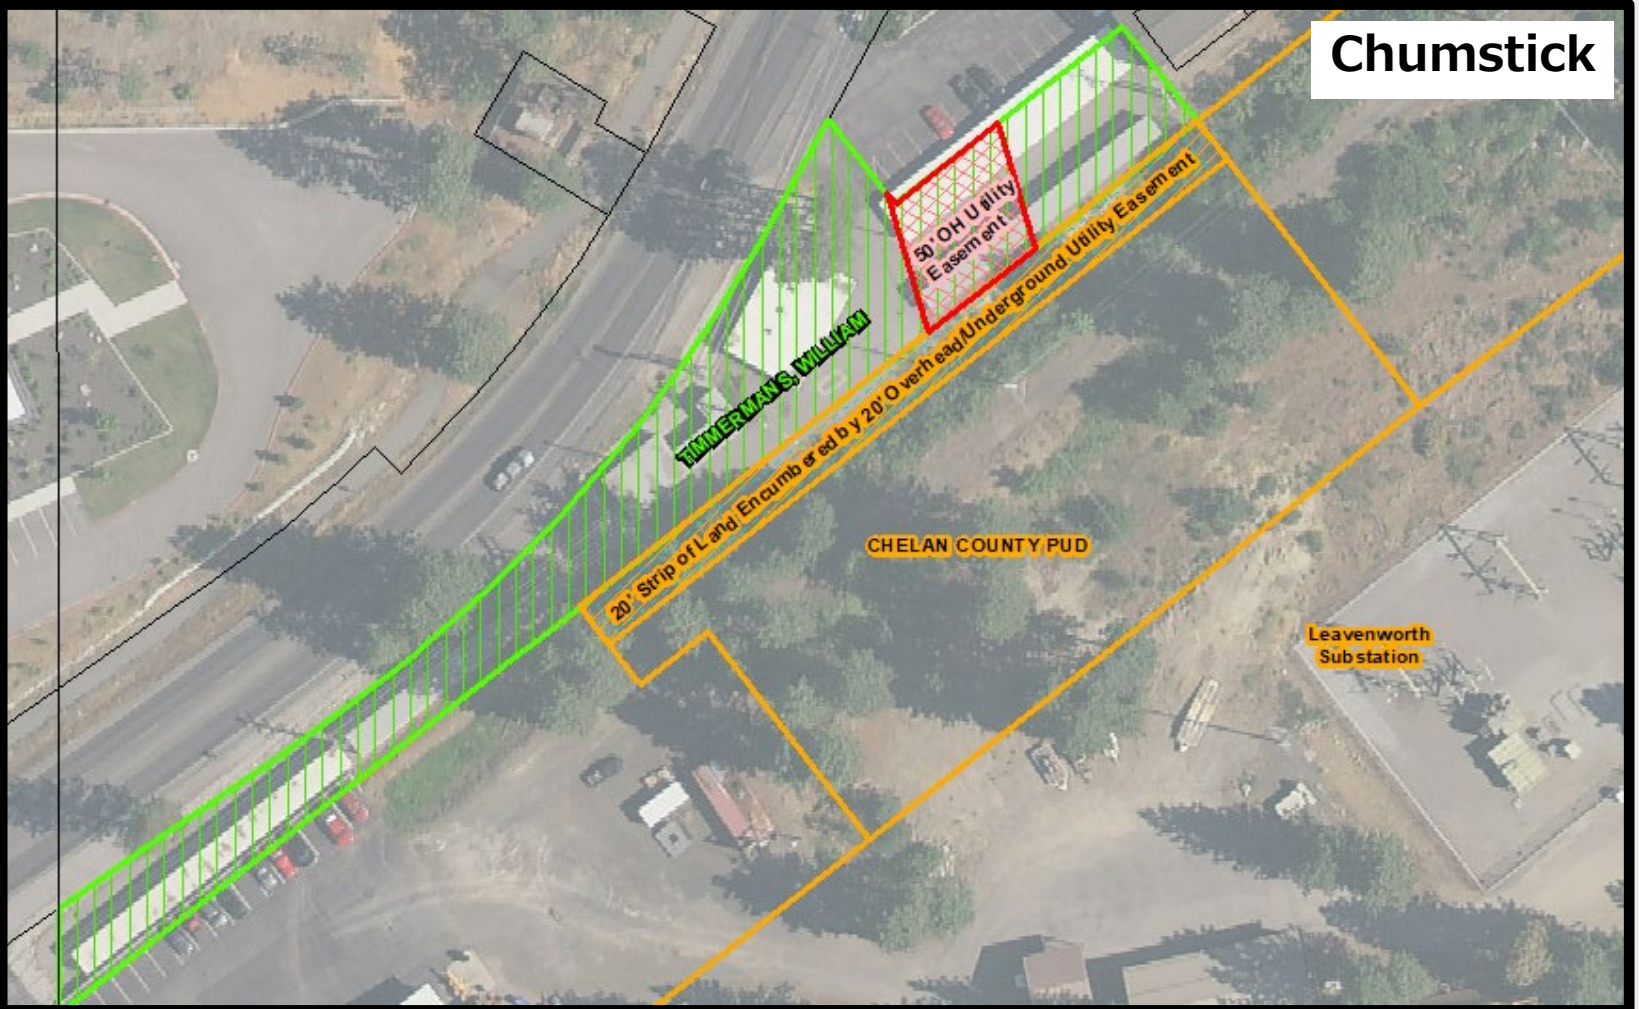 Chumstick
50' OH Utility
Easement
TIMMERMANS, WILLIAM
20' Strip of Land Encumbered by 20' Overhead/Underground Utility Easement
CHELAN COUNTY PUD
Leavenworth
Substation